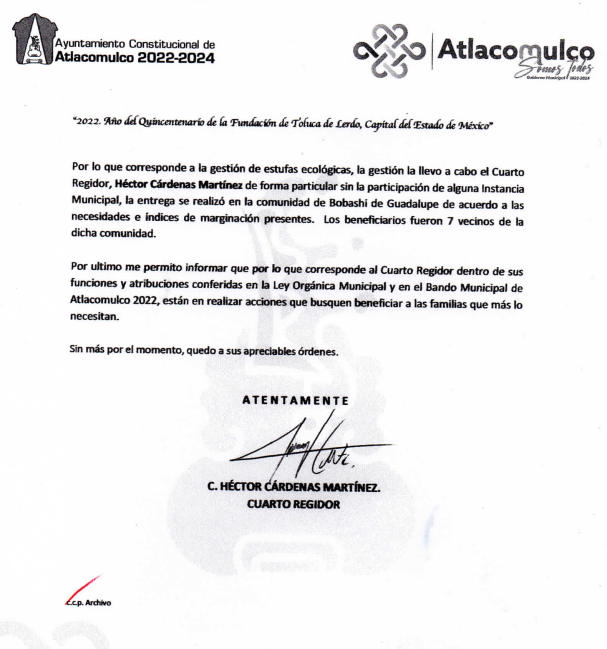 Ayuntamiento Constitucional de
Atlacomulco 2022-2024
Atlacomulco
Somos Todos
Gobierno Municipal 2022-2024
"2022. Año del Quincentenario de la Fundación de Toluca de Lerdo, Capital del Estado de México"
Por lo que corresponde a la gestión de estufas ecológicas, la gestión la llevo a cabo el Cuarto
Regidor, Héctor Cárdenas Martínez de forma particular sin la participación de alguna Instancia
Municipal, la entrega se realizó en la comunidad de Bobashi de Guadalupe de acuerdo a las
necesidades e índices de marginación presentes. Los beneficiarios fueron 7 vecinos de la
dicha comunidad.
Por ultimo me permito informar que por lo que corresponde al Cuarto Regidor dentro de sus
funciones y atribuciones conferidas en la Ley Orgánica Municipal y en el Bando Municipal de
Atlacomulco 2022, están en realizar acciones que busquen beneficiar a las familias que más lo
necesitan.
Sin más por el momento, quedo a sus apreciables órdenes.
ATENTAMENTE
C. HÉCTOR CÁRDENAS MARTÍNEZ.
CUARTO REGIDOR
c.c.p. Archivo